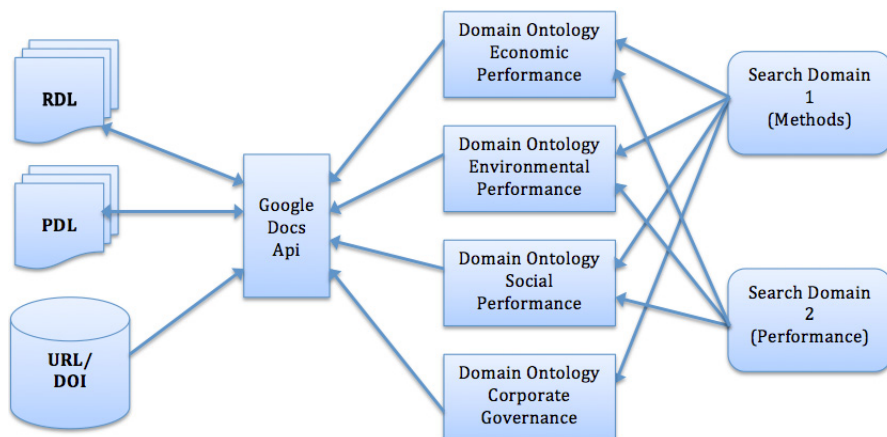 RDL
PDL
URL/
DOI
Google
Docs
Api
Domain Ontology
Economic
Performance
Domain Ontology
Environmental
Performance
Domain Ontology
Social
Performance
Domain Ontology
Corporate
Governance
Search Domain
1
(Methods)
Search Domain
2
(Performance)